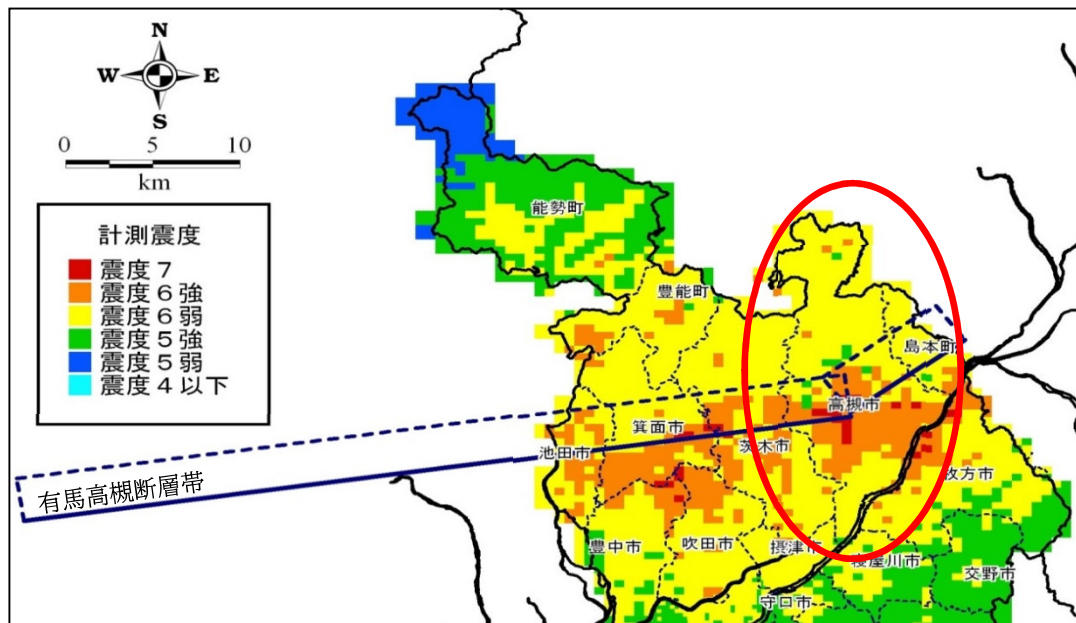 N
W E
S
0 5 10
km
計測震度
震度7
震度6強
震度6弱
震度5強
震度5弱
震度4以下
能勢町
豊能町
島本町
高槻市
箕面市
茨木市
池田市
枚方市
有馬高槻断層帯
豊中市
吹田市
摂津市
寝屋川市
交野市
守口市